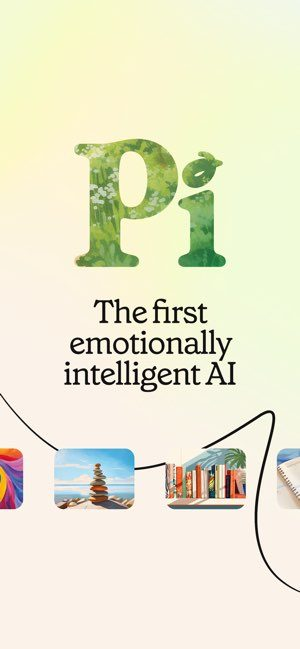 Pi
The first
emotionally
intelligent AI